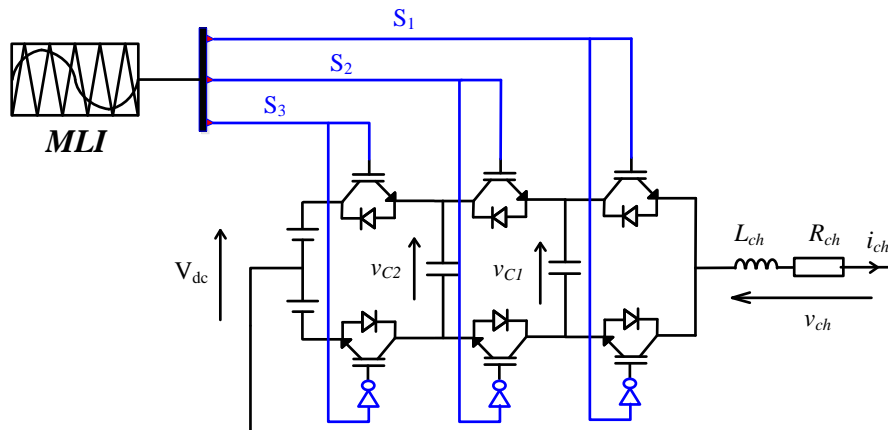 S1
S2
S3
MLI
Vdc
vC2
vC1
Lch
Rch
ich
vch